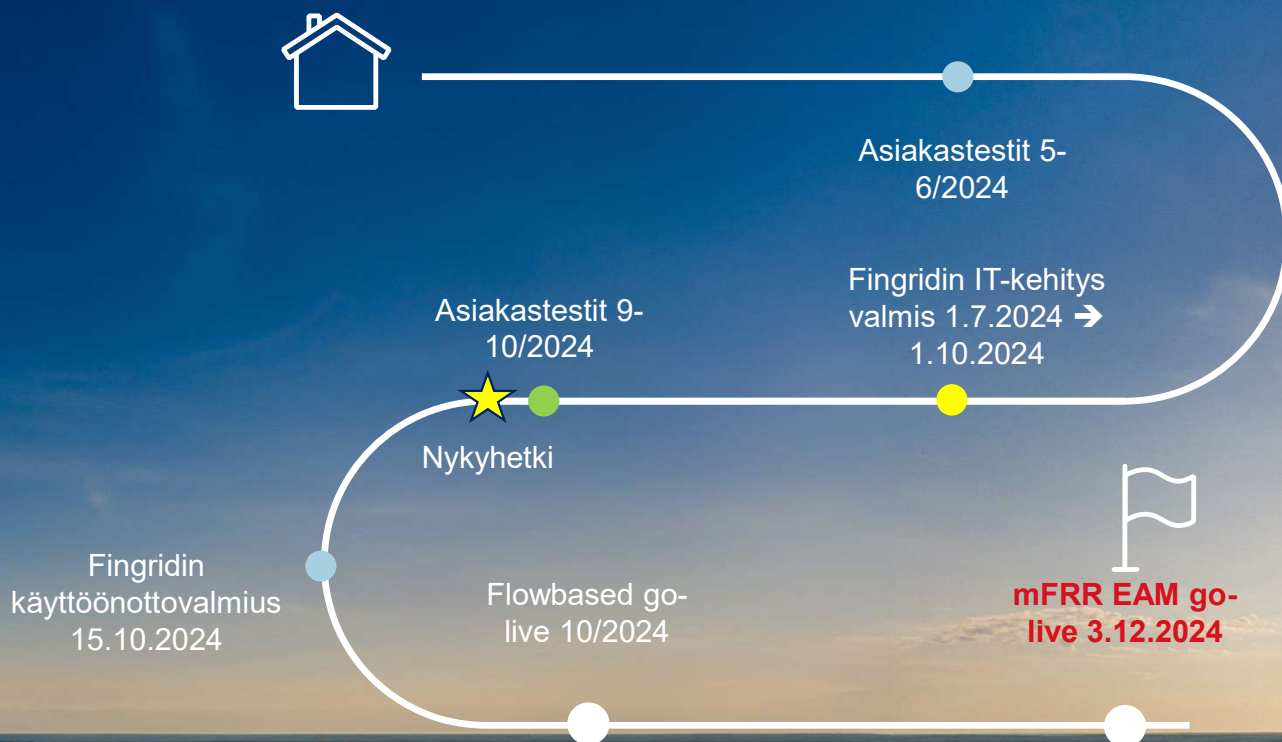 Asiakastestit 5-
6/2024
Fingridin IT-kehitys
valmis 1.7.2024 ➔
1.10.2024
Asiakastestit 9-
10/2024
Nykyhetki
Fingridin
käyttöönottovalmius
15.10.2024
Flowbased go-
live 10/2024
mFRR EAM go-
live 3.12.2024